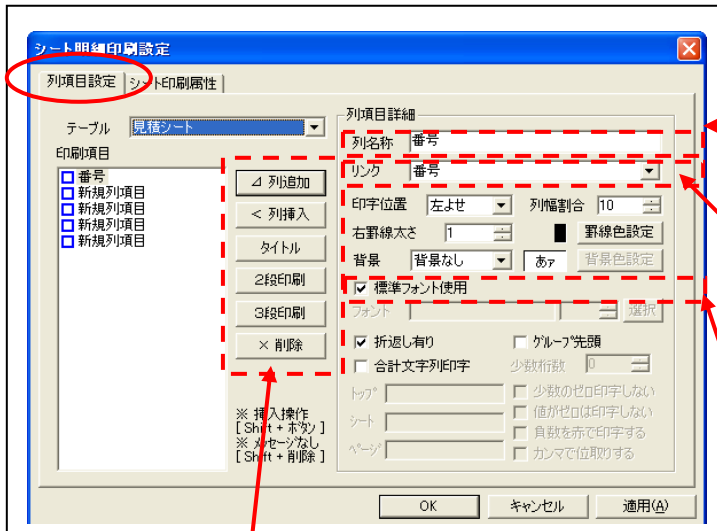 シート明細印刷設定
列項目設定
シート印刷属性
テーブル 見積シート
印刷項目
番号
新規列項目
新規列項目
新規列項目
新規列項目
⊿ 列追加
< 列挿入
タイトル
2段印刷
3段印刷
× 削除
※ 挿入操作
[ Shift + ボタン ]
※ メセージなし
[ Shift + 削除 ]
列項目詳細
列名称 番号
リンク 番号
印字位置 左よせ 列幅割合 10
右罫線太さ 1 罫線色設定
背景 背景なし あァ 背景色設定
標準フォント使用
フォント 選択
折返し有り グループ先頭
合計文字列印字 少数桁数 0
トップ 少数のゼロ印字しない
シート 値がゼロは印字しない
ページ 負数を赤で印字する
カンマで位取りする
OK キャンセル 適用(A)